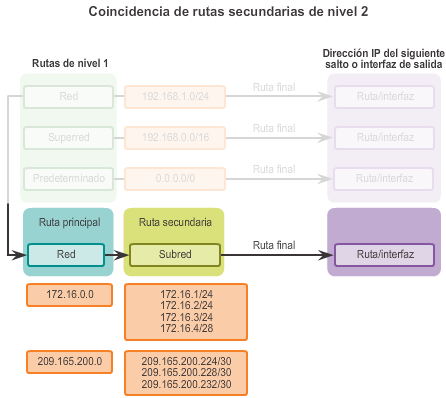 Coincidencia de rutas secundarias de nivel 2
Rutas de nivel 1
Dirección IP del siguiente
salto o interfaz de salida
Red
192.168.1.0/24
Ruta final
Ruta/interfaz
Superred
192.168.0.0/16
Ruta final
Ruta/interfaz
Predeterminado
0.0.0.0/0
Ruta final
Ruta/interfaz
Ruta principal
Ruta secundaria
Red
Subred
Ruta final
Ruta/interfaz
172.16.0.0
172.16.1/24
172.16.2/24
172.16.3/24
172.16.4/28
209.165.200.0
209.165.200.224/30
209.165.200.228/30
209.165.200.232/30